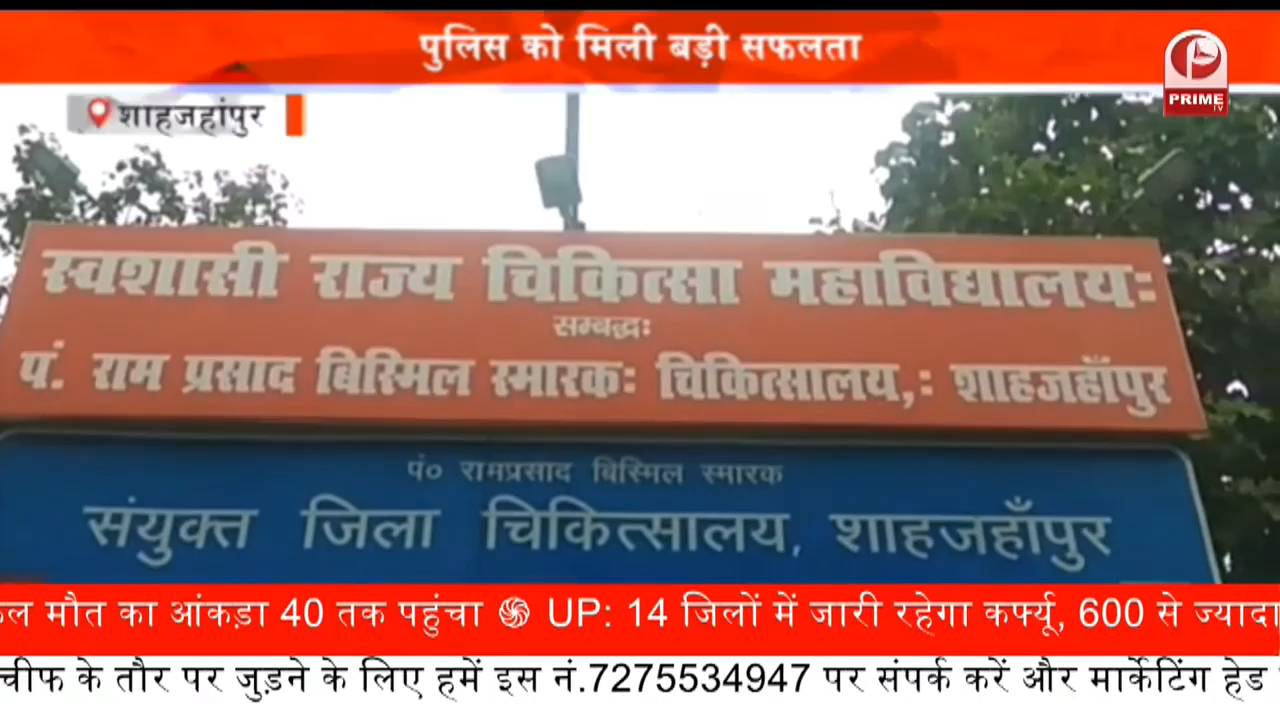 पुलिस को मिली बड़ी सफलता
PRIME
TV
शाहजहांपुर
स्वशासी राज्य चिकित्सा महाविद्यालयः
सम्बद्धः
पं. राम प्रसाद बिस्मिल स्मारकः चिकित्सालय,ः शाहजहाँपुर
पं० रामप्रसाद बिस्मिल स्मारक
संयुक्त जिला चिकित्सालय, शाहजहाँपुर
मौत का आंकड़ा 40 तक पहुंचा UP: 14 जिलों में जारी रहेगा कर्फ्यू, 600 से ज्यादा
चीफ के तौर पर जुड़ने के लिए हमें इस नं.7275534947 पर संपर्क करें और मार्केटिंग हेड